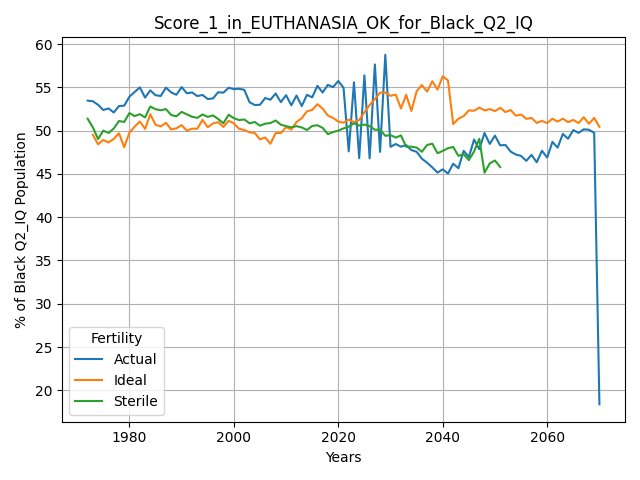 Score_1_in_EUTHANASIA_OK_for_Black_Q2_IQ
60
55
50
45
40
35
30
25
20
% of Black Q2_IQ Population
Fertility
Actual
Ideal
Sterile
1980 2000 2020 2040 2060
Years